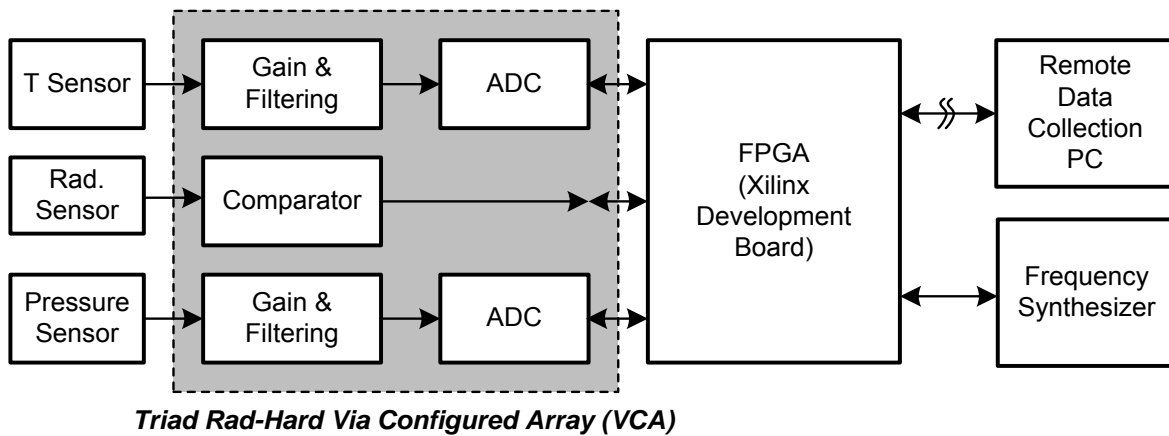 T Sensor
Gain &
Filtering
ADC
Rad.
Sensor
Comparator
Pressure
Sensor
Gain &
Filtering
ADC
FPGA
(Xilinx
Development
Board)
Remote
Data
Collection
PC
Frequency
Synthesizer
Triad Rad-Hard Via Configured Array (VCA)